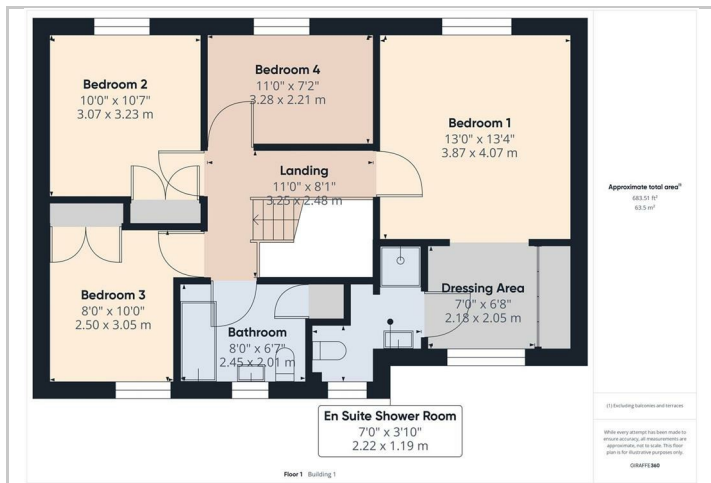 Bedroom 2
10'0" x 10'7"
3.07 x 3.23 m
Bedroom 4
11'0" x 7'2"
3.28 x 2.21 m
Bedroom 1
13'0" x 13'4"
3.87 x 4.07 m
Landing
11'0" x 8'1"
3.25 x 2.48 m
Bedroom 3
8'0" x 10'0"
2.50 x 3.05 m
Bathroom
8'0" x 6'7"
2.45 x 2.01 m
Dressing Area
7'0" x 6'8"
2.18 x 2.05 m
En Suite Shower Room
7'0" x 3'10"
2.22 x 1.19 m
Floor 1 Building 1
Approximate total area⁽¹⁾
683.51 ft²
63.5 m²
(1) Excluding balconies and terraces
While every attempt has been made to
ensure accuracy, all measurements are
approximate, not to scale. This floor
plan is for illustrative purposes only.
GIRAFFE360